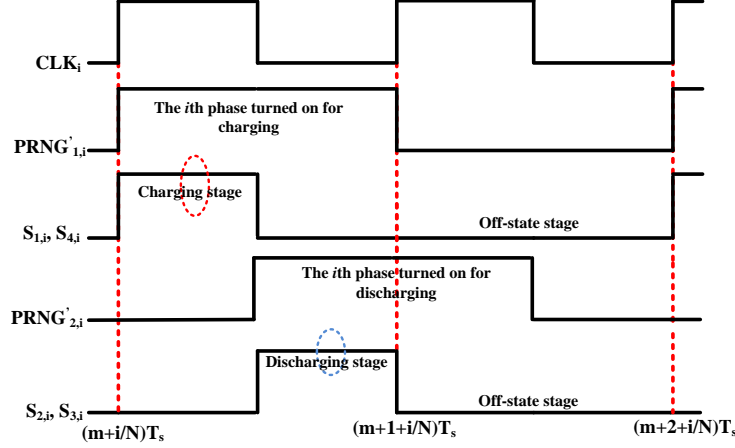 CLKi
The ith phase turned on for
charging
PRNG'1,i
Charging stage
S1,i, S4,i
Off-state stage
The ith phase turned on for
discharging
PRNG'2,i
Discharging stage
S2,i, S3,i
Off-state stage
(m+i/N)Ts
(m+1+i/N)Ts
(m+2+i/N)Ts